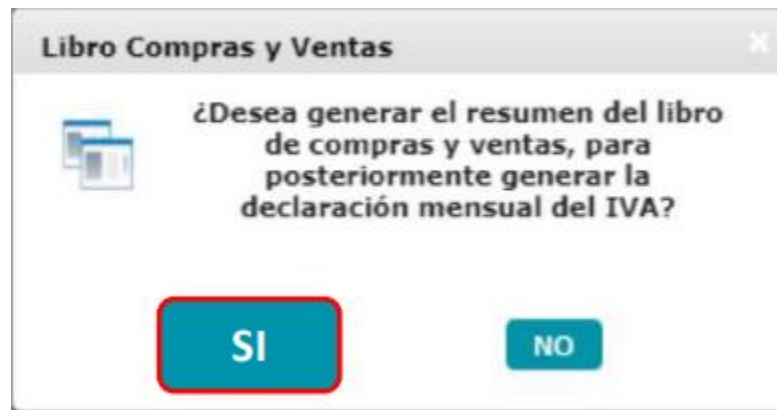 Libro Compras y Ventas
¿Desea generar el resumen del libro
de compras y ventas, para
posteriormente generar la
declaración mensual del IVA?
SI
NO